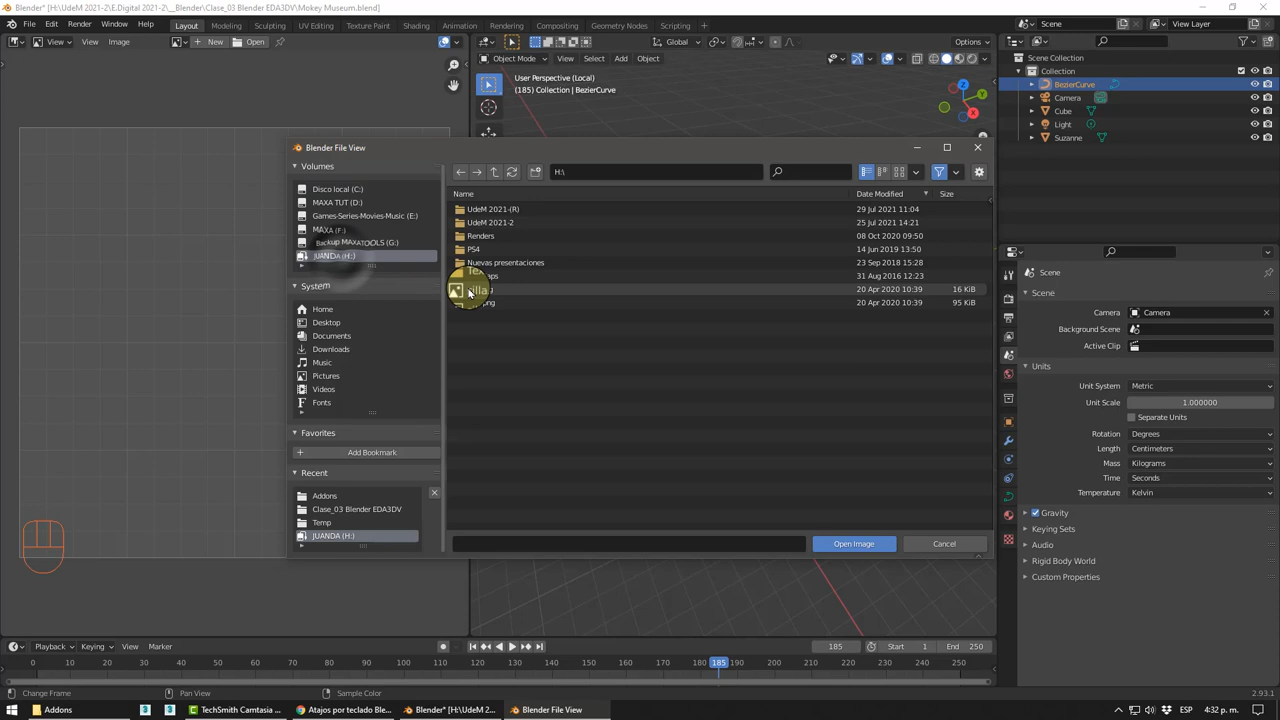 Blender* [H:\UdeM 2021-2\E.Digital 2021-2\__Blender\Clase_03 Blender EDA3DV\Mokey Museum.blend]
File Edit Render Window Help Layout Modeling Sculpting UV Editing Texture Paint Shading Animation Rendering Compositing Geometry Nodes Scripting Scene View Layer
View View Image New Open Global Options
Object Mode View Select Add Object
User Perspective (Local)
(185) Collection | BezierCurve
Scene Collection
Collection
BezierCurve
Camera
Cube
Light
Suzanne
Blender File View
Volumes
Disco local (C:)
MAXA TUT (D:)
Games-Series-Movies-Music (E:)
MAXA (F:)
Backup MAXATOOLS (G:)
JUANDA (H:)
System
Home
Desktop
Documents
Downloads
Music
Pictures
Videos
Fonts
Favorites
Add Bookmark
Recent
Addons
Clase_03 Blender EDA3DV
Temp
JUANDA (H:)
H:\
Name Date Modified Size
UdeM 2021-(R) 29 Jul 2021 11:04
UdeM 2021-2 25 Jul 2021 14:21
Renders 08 Oct 2020 09:50
PS4 14 Jun 2019 13:50
Nuevas presentaciones 23 Sep 2018 15:28
31 Aug 2016 12:23
20 Apr 2020 10:39 16 KiB
20 Apr 2020 10:39 95 KiB
Open Image Cancel
Scene
Scene
Camera Camera
Background Scene
Active Clip
Units
Unit System Metric
Unit Scale 1.000000
Separate Units
Rotation Degrees
Length Centimeters
Mass Kilograms
Time Seconds
Temperature Kelvin
Gravity
Keying Sets
Audio
Rigid Body World
Custom Properties
Playback Keying View Marker 185 Start 1 End 250
0 10 20 30 40 50 60 70 80 90 100 110 120 130 140 150 160 170 180 185 190 200 210 220 230 240 250
Change Frame Pan View Sample Color 2.93.1
Addons TechSmith Camtasia ... Atajos por teclado Ble... Blender* [H:\UdeM 2... Blender File View ESP 4:32 p. m.